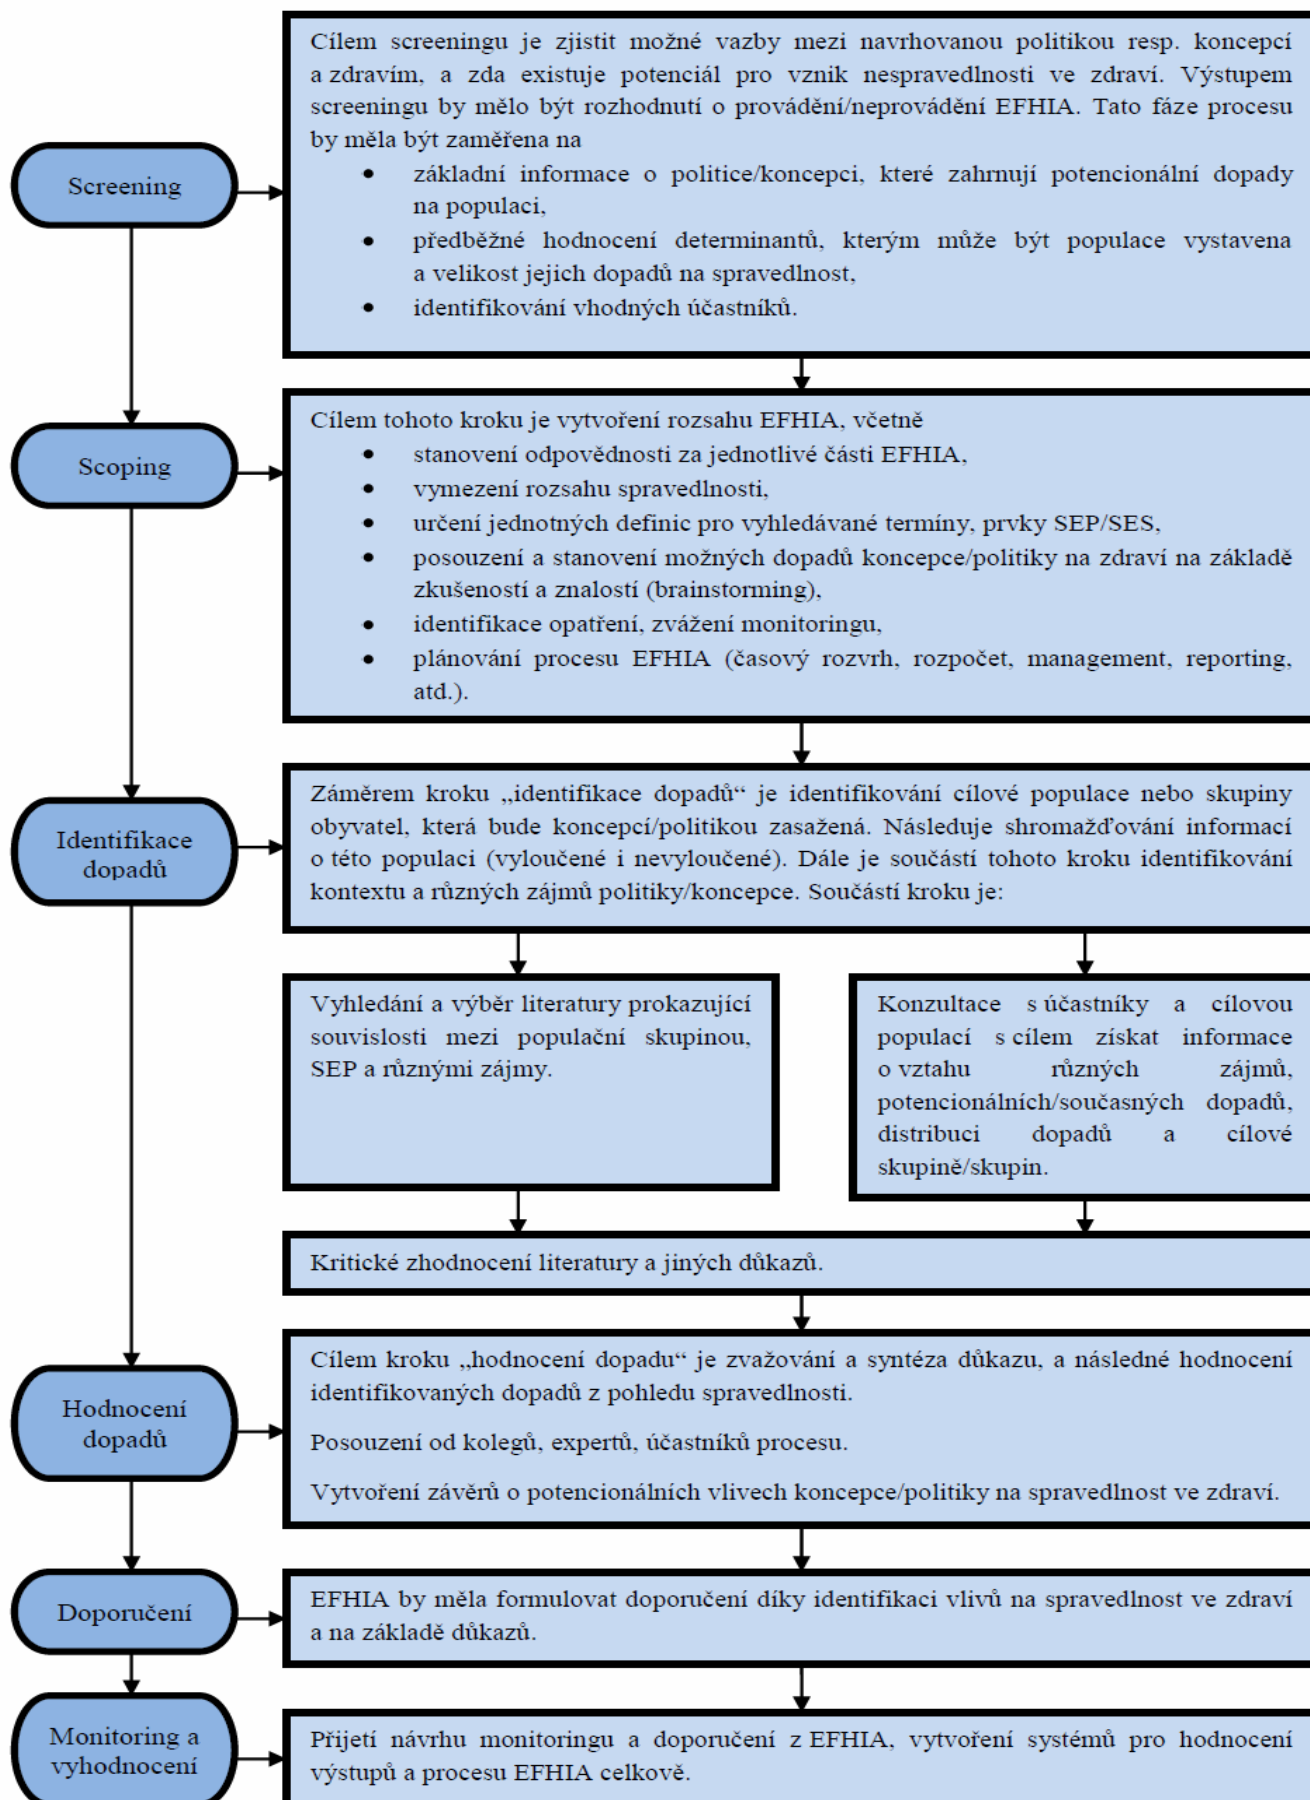 Cílem screeningu je zjistit možné vazby mezi navrhovanou politikou resp. koncepcí
a zdravím, a zda existuje potenciál pro vznik nespravedlnosti ve zdraví. Výstupem
screeningu by mělo být rozhodnutí o provádění/neprovádění EFHIA. Tato fáze procesu
by měla být zaměřena na
Screening
• základní informace o politice/koncepci, které zahrnují potencionální dopady
na populaci,
• předběžné hodnocení determinantů, kterým může být populace vystavena
a velikost jejich dopadů na spravedlnost,
• identifikování vhodných účastníků.
Cílem tohoto kroku je vytvoření rozsahu EFHIA, včetně
Scoping
• stanovení odpovědnosti za jednotlivé části EFHIA,
• vymezení rozsahu spravedlnosti,
• určení jednotných definic pro vyhledávané termíny, prvky SEP/SES,
• posouzení a stanovení možných dopadů koncepce/politiky na zdraví na základě
zkušeností a znalostí (brainstorming),
• identifikace opatření, zvážení monitoringu,
• plánování procesu EFHIA (časový rozvrh, rozpočet, management, reporting,
atd.).
Identifikace
dopadů
Záměrem kroku „identifikace dopadů“ je identifikování cílové populace nebo skupiny
obyvatel, která bude koncepcí/politikou zasažená. Následuje shromažďování informací
o této populaci (vyloučené i nevyloučené). Dále je součástí tohoto kroku identifikování
kontextu a různých zájmů politiky/koncepce. Součástí kroku je:
Vyhledání a výběr literatury prokazující
souvislosti mezi populační skupinou,
SEP a různými zájmy.
Konzultace s účastníky a cílovou
populací s cílem získat informace
o vztahu různých zájmů,
potencionálních/současných dopadů,
distribuci dopadů a cílové
skupině/skupin.
Kritické zhodnocení literatury a jiných důkazů.
Hodnocení
dopadů
Cílem kroku „hodnocení dopadu“ je zvažování a syntéza důkazu, a následné hodnocení
identifikovaných dopadů z pohledu spravedlnosti.
Posouzení od kolegů, expertů, účastníků procesu.
Vytvoření závěrů o potencionálních vlivech koncepce/politiky na spravedlnost ve zdraví.
Doporučení
EFHIA by měla formulovat doporučení díky identifikaci vlivů na spravedlnost ve zdraví
a na základě důkazů.
Monitoring a
vyhodnocení
Přijetí návrhu monitoringu a doporučení z EFHIA, vytvoření systémů pro hodnocení
výstupů a procesu EFHIA celkově.